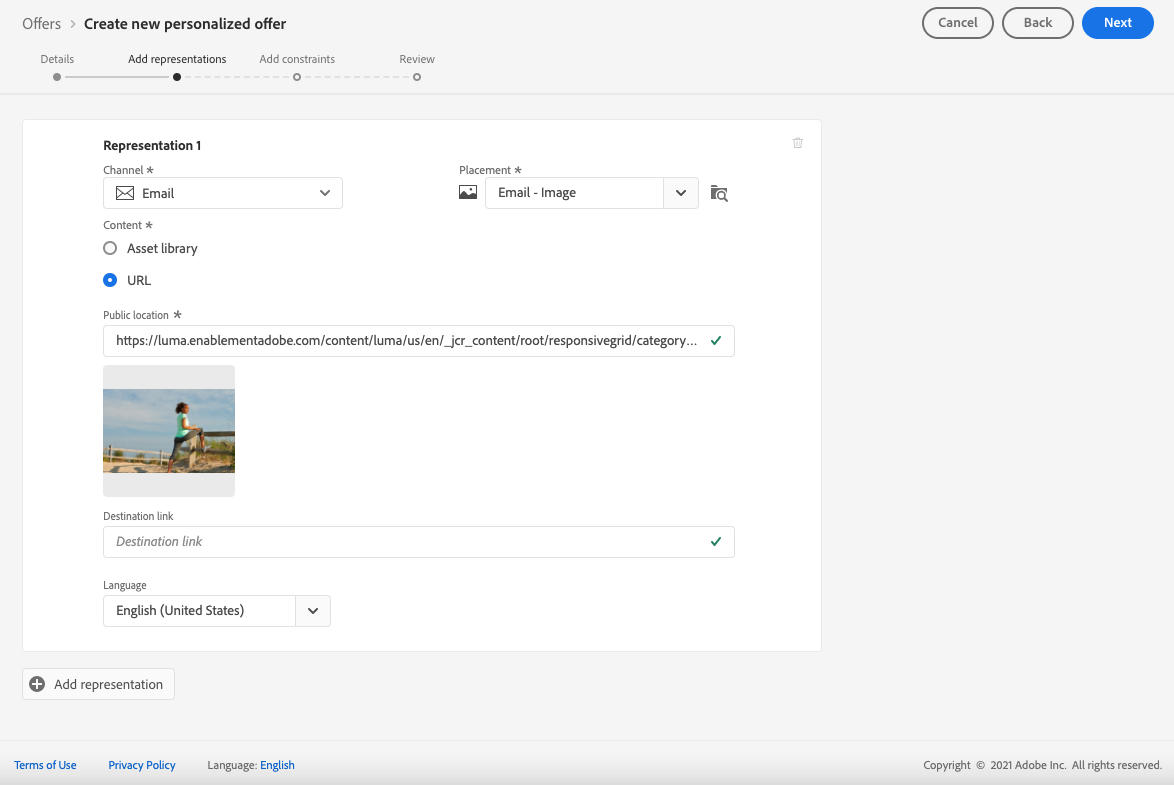 Offers > Create new personalized offer
Cancel
Back
Next
Details
Add representations
Add constraints
Review
Representation 1
Channel *
Placement *
Email
Email - Image
Content *
Asset library
URL
Public location *
https://luma.enablementadobe.com/content/luma/us/en/_jcr_content/root/responsivegrid/category...
Destination link
Destination link
Language
English (United States)
Add representation
Terms of Use
Privacy Policy
Language: English
Copyright © 2021 Adobe Inc. All rights reserved.